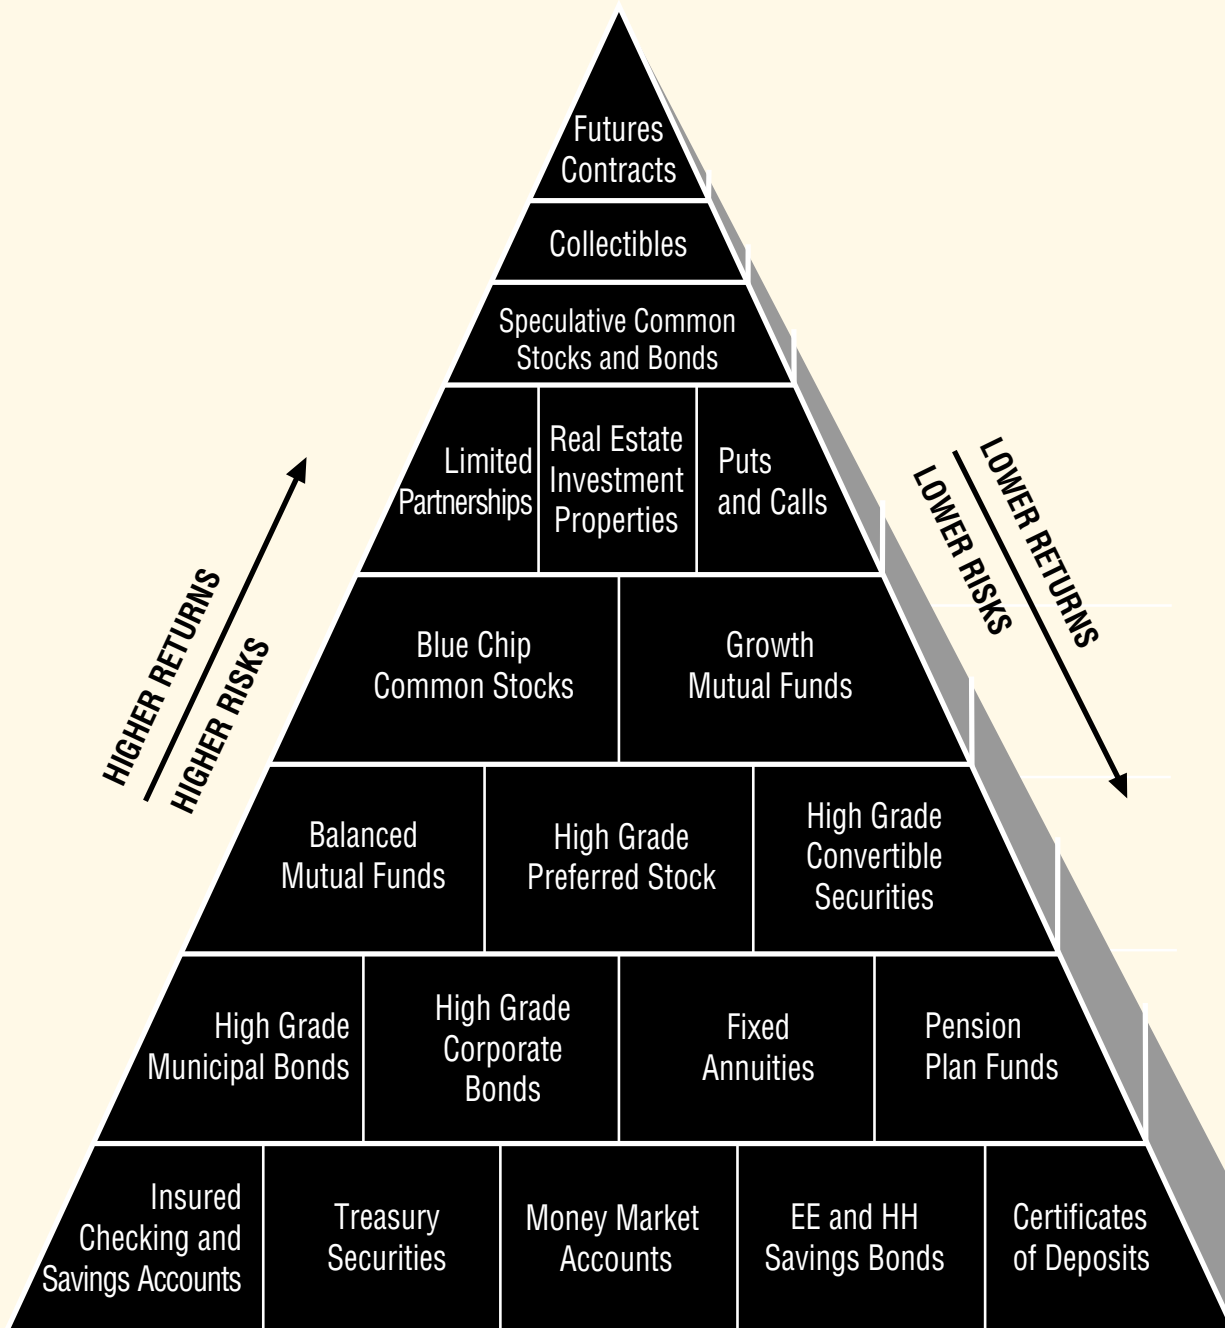 Futures
Contracts
Collectibles
Speculative Common
Stocks and Bonds
Limited
Partnerships
Real Estate
Investment
Properties
Puts
and Calls
HIGHER RETURNS
HIGHER RISKS
LOWER RETURNS
LOWER RISKS
Blue Chip
Common Stocks
Growth
Mutual Funds
Balanced
Mutual Funds
High Grade
Preferred Stock
High Grade
Convertible
Securities
High Grade
Municipal Bonds
High Grade
Corporate
Bonds
Fixed
Annuities
Pension
Plan Funds
Insured
Checking and
Savings Accounts
Treasury
Securities
Money Market
Accounts
EE and HH
Savings Bonds
Certificates
of Deposits